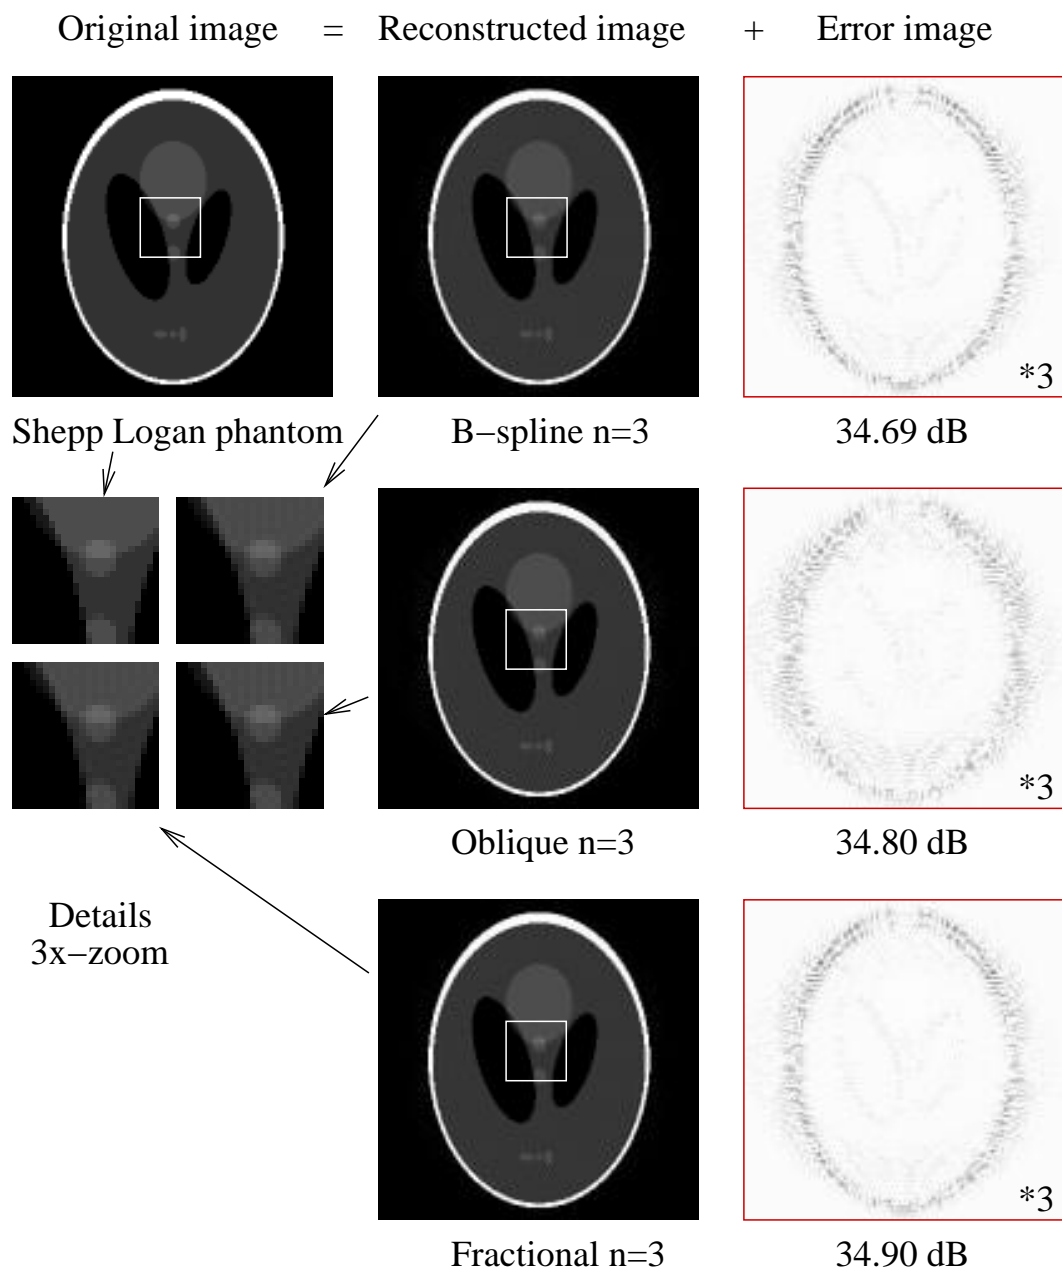 Original image = Reconstructed image + Error image
*3
Shepp Logan phantom B−spline n=3 34.69 dB
*3
Oblique n=3 34.80 dB
Details
3x−zoom
*3
Fractional n=3 34.90 dB